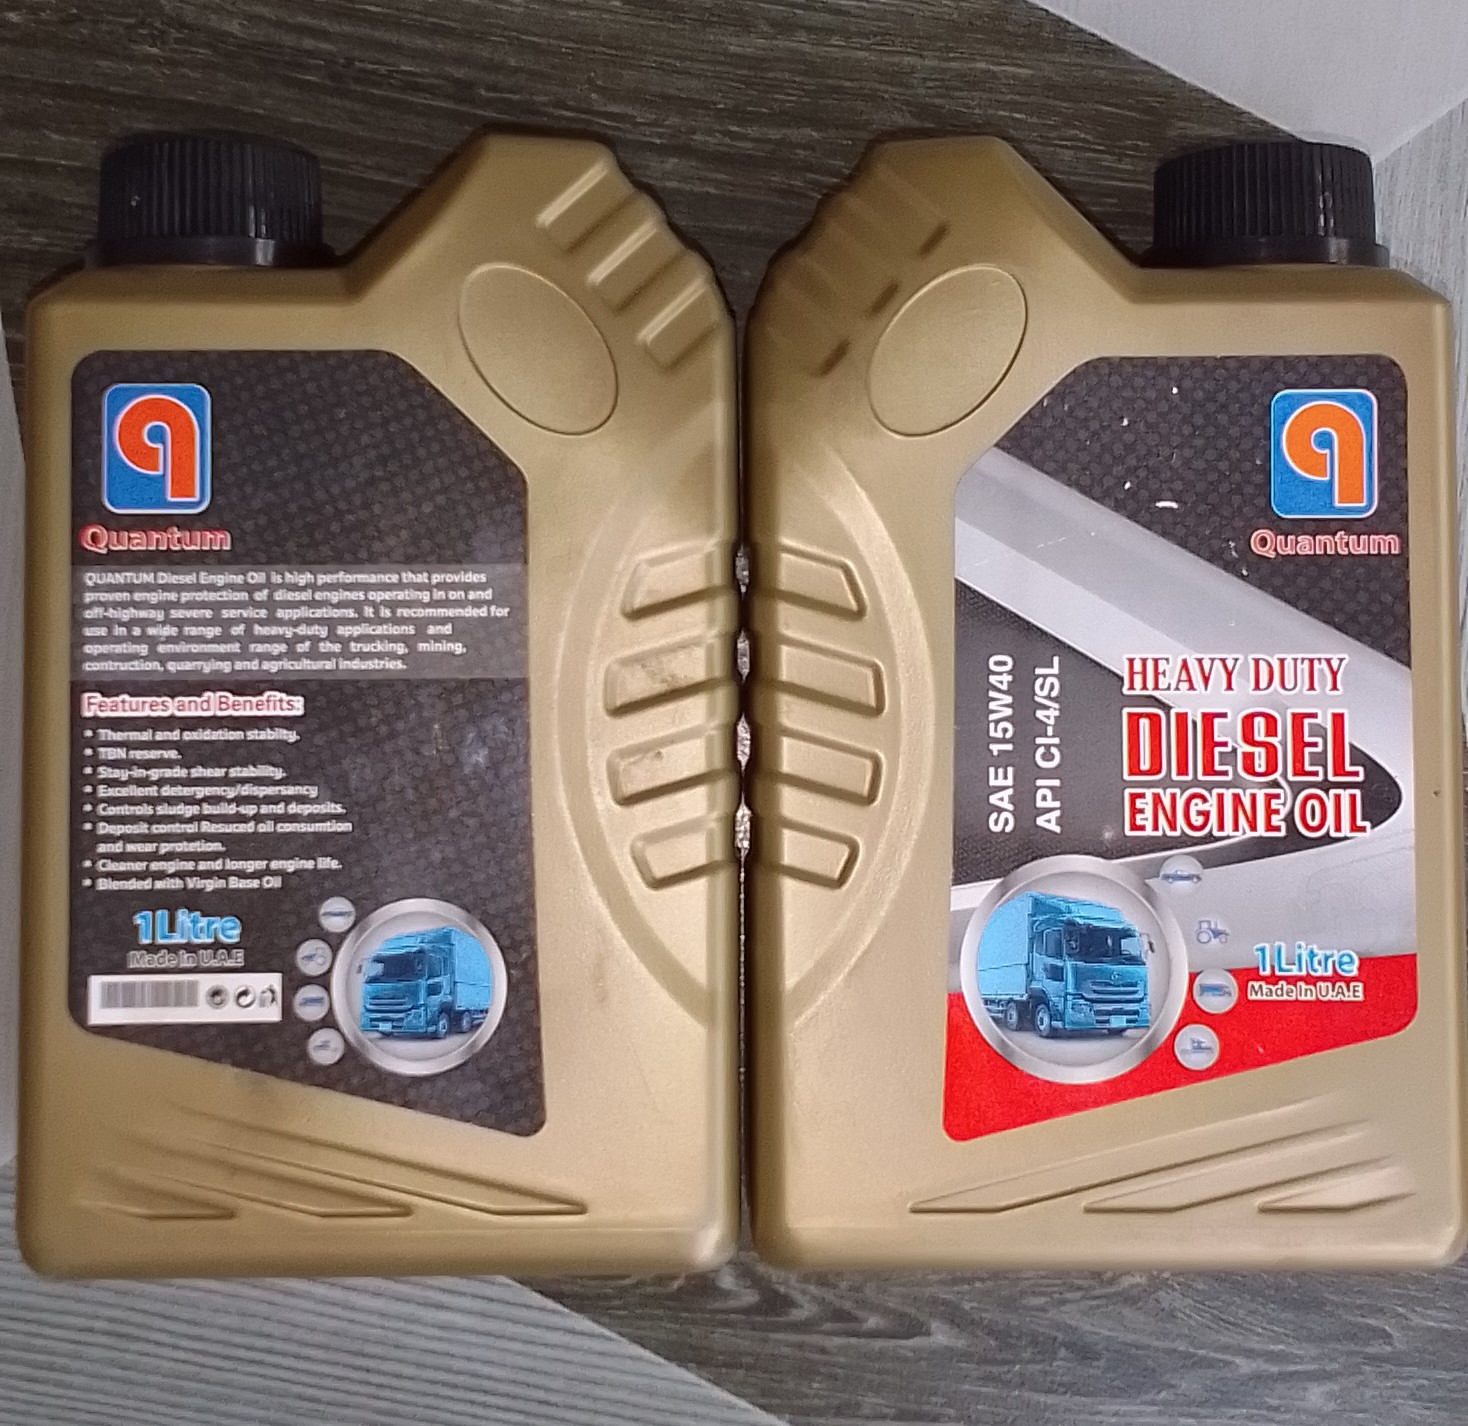 q
Quantum
QUANTUM Diesel Engine Oil is high performance that provides
proven engine protection of diesel engines operating in on and
off-highway severe service applications. It is recommended for
use in a wide range of heavy-duty applications and
operating environment range of the trucking, mining,
contruction, quarrying and agricultural industries.
Features and Benefits:
* Thermal and oxidation stabilty.
* TBN reserve.
* Stay-in-grade shear stability.
* Excellent detergency/dispersancy
* Controls sludge build-up and deposits.
* Deposit control Resuced oil consumtion
and wear protetion.
* Cleaner engine and longer engine life.
* Blended with Virgin Base Oil
1Litre
Made In U.A.E
q
Quantum
SAE 15W40
API CI-4/SL
HEAVY DUTY
DIESEL
ENGINE OIL
1Litre
Made In U.A.E